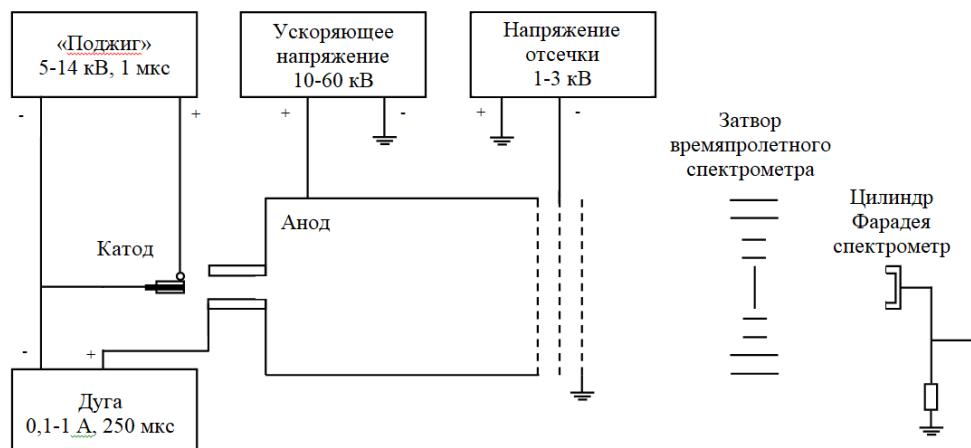 «Поджиг»
5-14 кВ, 1 мкс
Ускоряющее
напряжение
10-60 кВ
Напряжение
отсечки
1-3 кВ
- +
+ -
+ -
Затвор
времяпролетного
спектрометра
Цилиндр
Фарадея
спектрометр
Анод
Катод
- +
Дуга
0,1-1 А, 250 мкс